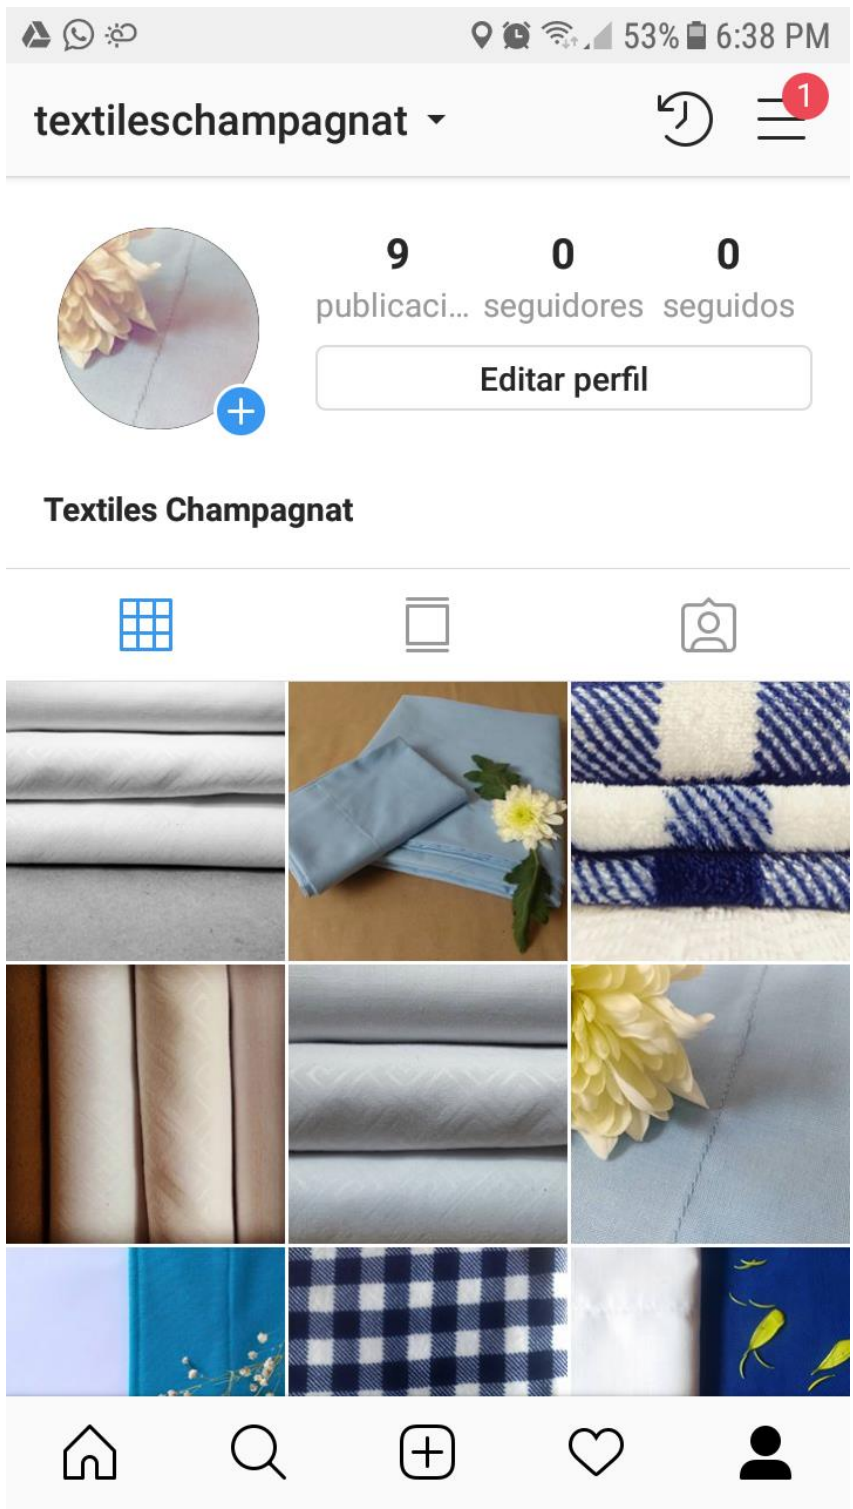 53% 6:38 PM
textileschampagnat
1
9 0 0
publicaci... seguidores seguidos
Editar perfil
Textiles Champagnat